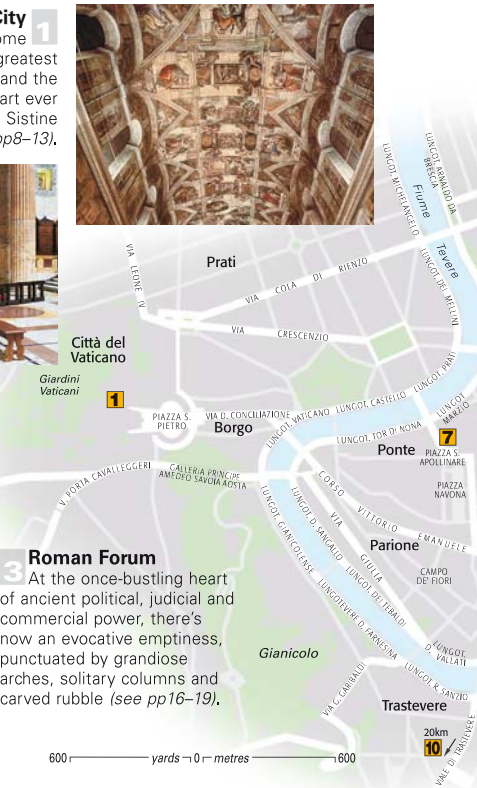 City
ome 1
greatest
and the
art ever
Sistine
pp8–13).
LUNGOT. ARNALDO DA
BRESCIA
LUNGOT. MICHELANGELO
Fiume
Tevere
LUNGOT. DEI MELLINI
VIA LEONE IV
Prati
VIA COLA DI RIENZO
VIA CRESCENZIO
Città del
Vaticano
Giardini
Vaticani
1
PIAZZA S.
PIETRO
VIA D. CONCILIAZIONE
Borgo
LUNGOT. VATICANO
LUNGOT. CASTELLO
LUNGOT. PRATI
LUNGOT.
MARZIO
LUNGOT. TOR DI NONA
7
Ponte
PIAZZA S.
APOLLINARE
PIAZZA
NAVONA
V. PORTA CAVALLEGGERI
GALLERIA PRINCIPE
AMEDEO SAVOIA AOSTA
CORSO VITTORIO EMANUELE
LUNGOT. GIANICOLENSE
LUNGOT. D. SANGALLO
VIA GIULIA
Parione
CAMPO
DE' FIORI
LUNGOT. DEI TEBALDI
LUNGOTEVERE D. FARNESINA
LUNGOT.
D. VALLATI
LUNGOT. R. SANZIO
3 Roman Forum
At the once-bustling heart
of ancient political, judicial and
commercial power, there's
now an evocative emptiness,
punctuated by grandiose
arches, solitary columns and
carved rubble (see pp16–19).
Gianicolo
VIA G. GARIBALDI
Trastevere
20km
10
VIALE DI TRASTEVERE
600 yards 0 metres 600